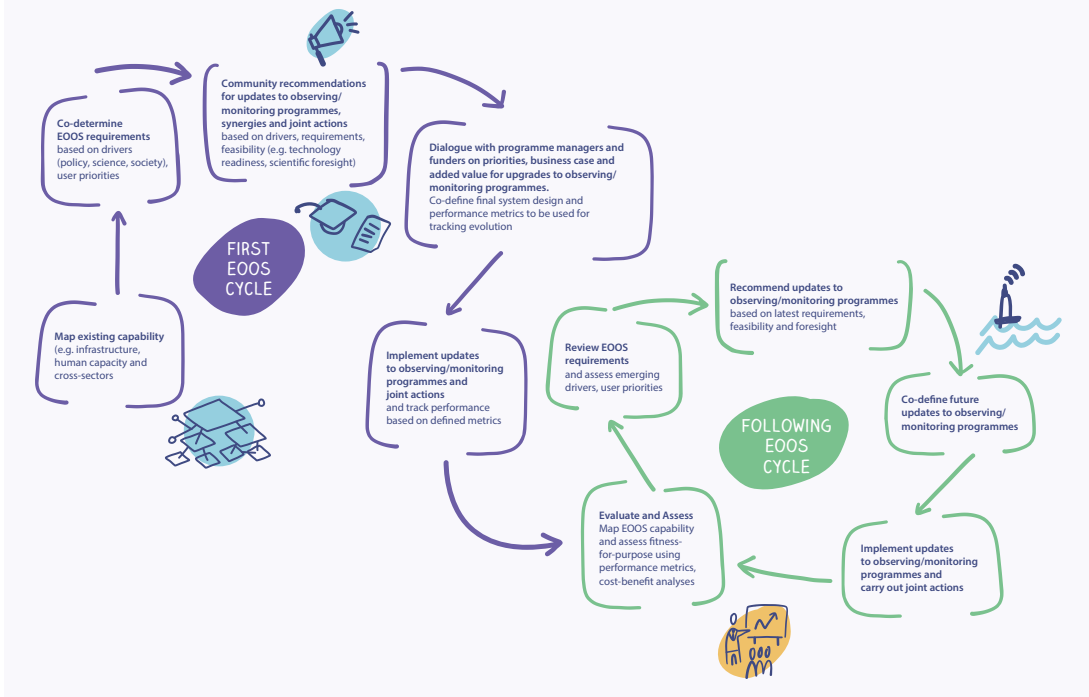 Community recommendations
for updates to observing/
monitoring programmes,
synergies and joint actions
based on drivers, requirements,
feasibility (e.g. technology
readiness, scientific foresight)
Co-determine
EOOS requirements
based on drivers
(policy, science, society),
user priorities
Dialogue with programme managers and
funders on priorities, business case and
added value for upgrades to observing/
monitoring programmes.
Co-define final system design and
performance metrics to be used for
tracking evolution
FIRST
EOOS
CYCLE
Map existing capability
(e.g. infrastructure,
human capacity and
cross-sectors
Implement updates
to observing/monitoring
programmes and
joint actions
and track performance
based on defined metrics
Review EOOS
requirements
and assess emerging
drivers, user priorities
Recommend updates to
observing/monitoring programmes
based on latest requirements,
feasibility and foresight
Co-define future
updates to observing/
monitoring programmes
FOLLOWING
EOOS
CYCLE
Evaluate and Assess
Map EOOS capability
and assess fitness-
for-purpose using
performance metrics,
cost-benefit analyses
Implement updates
to observing/monitoring
programmes and
carry out joint actions